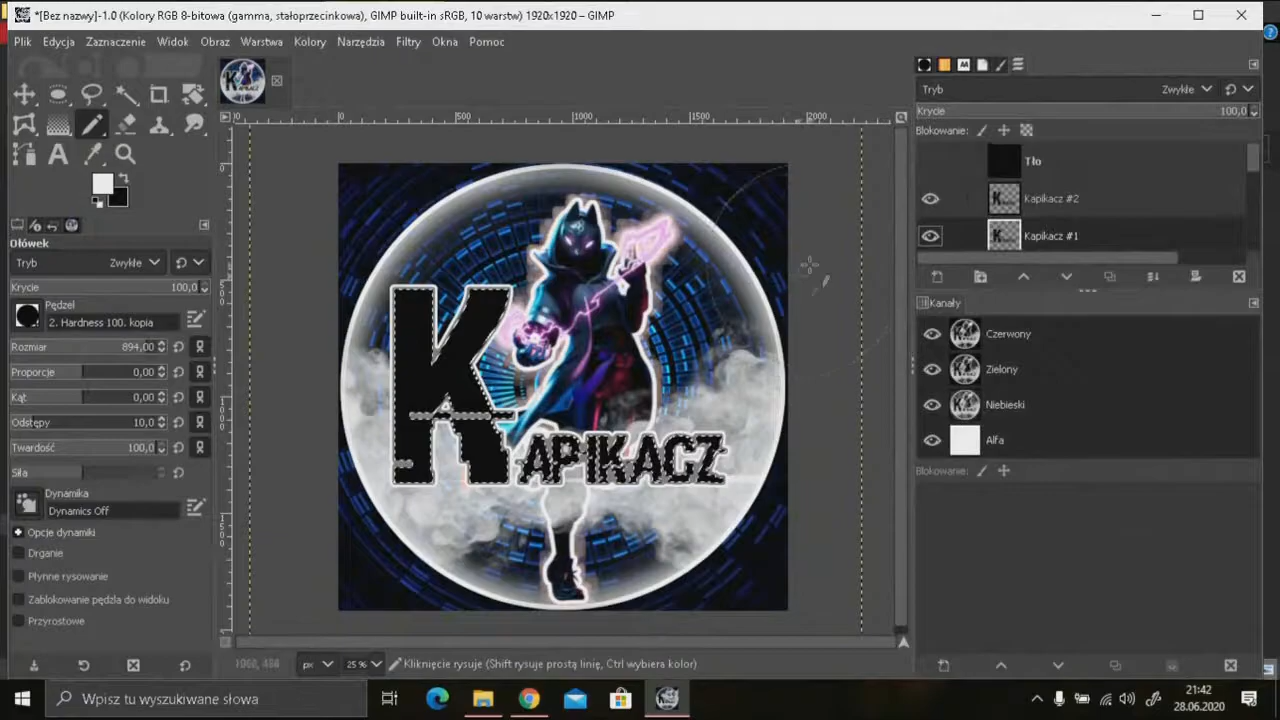 *[Bez nazwy]-1.0 (Kolory RGB 8-bitowa (gamma, stałoprzecinkowa), GIMP built-in sRGB, 10 warstw) 1920x1920 – GIMP
Plik Edycja Zaznaczenie Widok Obraz Warstwa Kolory Narzędzia Filtry Okna Pomoc
Tryb Zwykłe
Krycie 100,0
Blokowanie:
Tło
Kapikacz #2
Kapikacz #1
Kanały
Czerwony
Zielony
Niebieski
Alfa
Blokowanie:
Ołówek
Tryb Zwykłe
Krycie 100,0
Pędzel
2. Hardness 100. kopia
Rozmiar 894,00
Proporcje 0,00
Kąt 0,00
Odstępy 10,0
Twardość 100,0
Siła
Dynamika
Dynamics Off
Opcje dynamiki
Drganie
Płynne rysowanie
Zablokowanie pędzla do widoku
Przyrostowe
0 500 1000 1500 2000
KAPIKACZ
px 25 % Kliknięcie rysuje (Shift rysuje prostą linię, Ctrl wybiera kolor)
Wpisz tu wyszukiwane słowa
21:42
28.06.2020